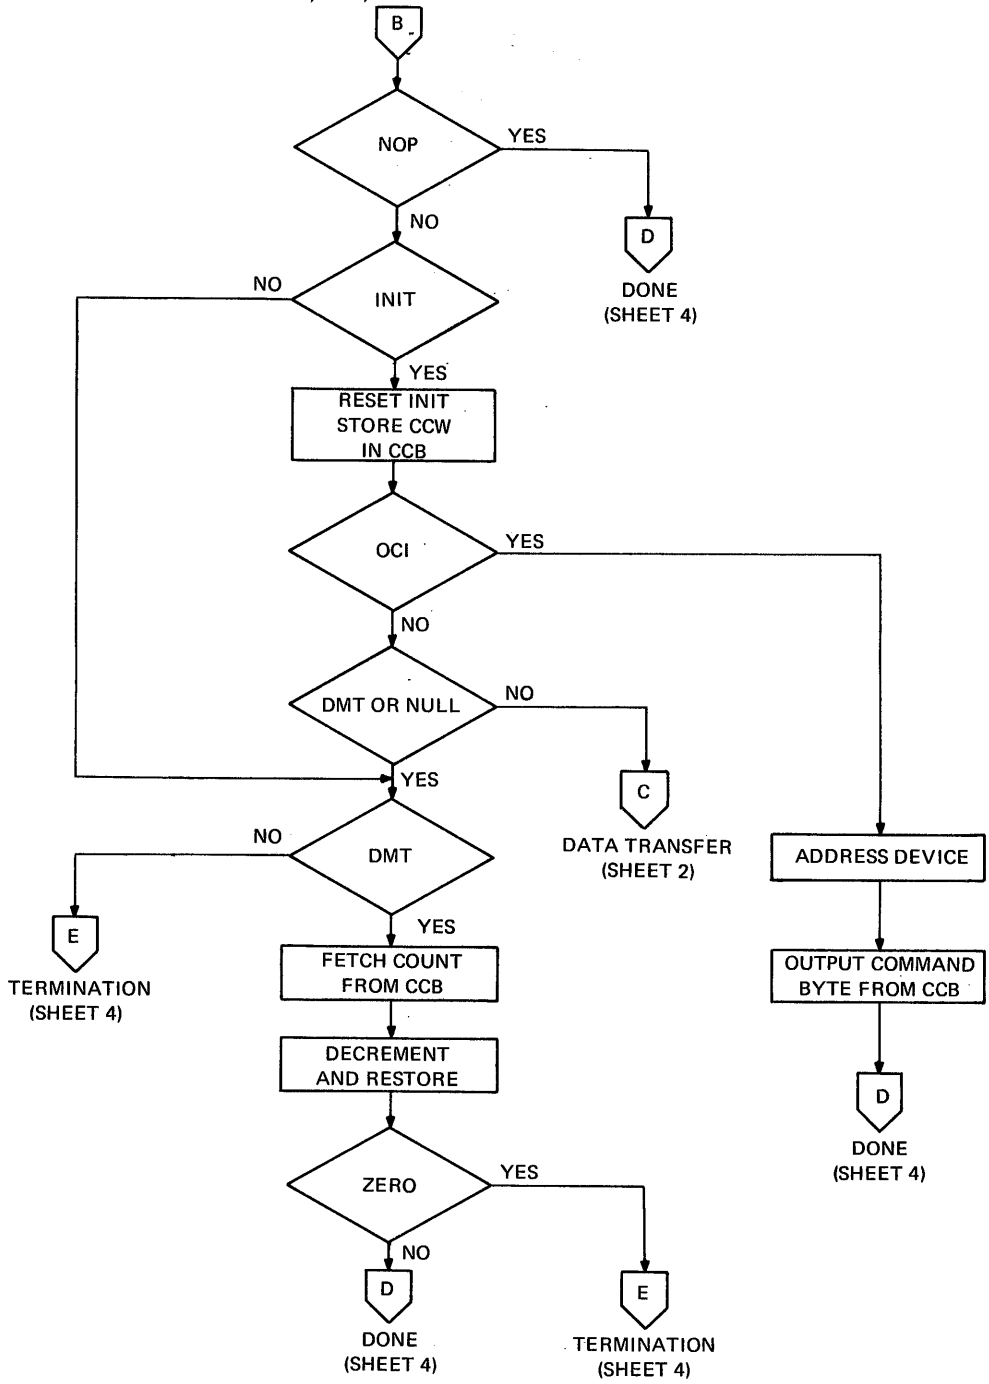 B
NOP
YES
NO
D
DONE
(SHEET 4)
NO
INIT
YES
RESET INIT
STORE CCW
IN CCB
OCI
YES
NO
DMT OR NULL
NO
YES
C
DATA TRANSFER
(SHEET 2)
NO
DMT
YES
E
TERMINATION
(SHEET 4)
ADDRESS DEVICE
FETCH COUNT
FROM CCB
OUTPUT COMMAND
BYTE FROM CCB
DECREMENT
AND RESTORE
D
DONE
(SHEET 4)
ZERO
YES
NO
D
DONE
(SHEET 4)
E
TERMINATION
(SHEET 4)